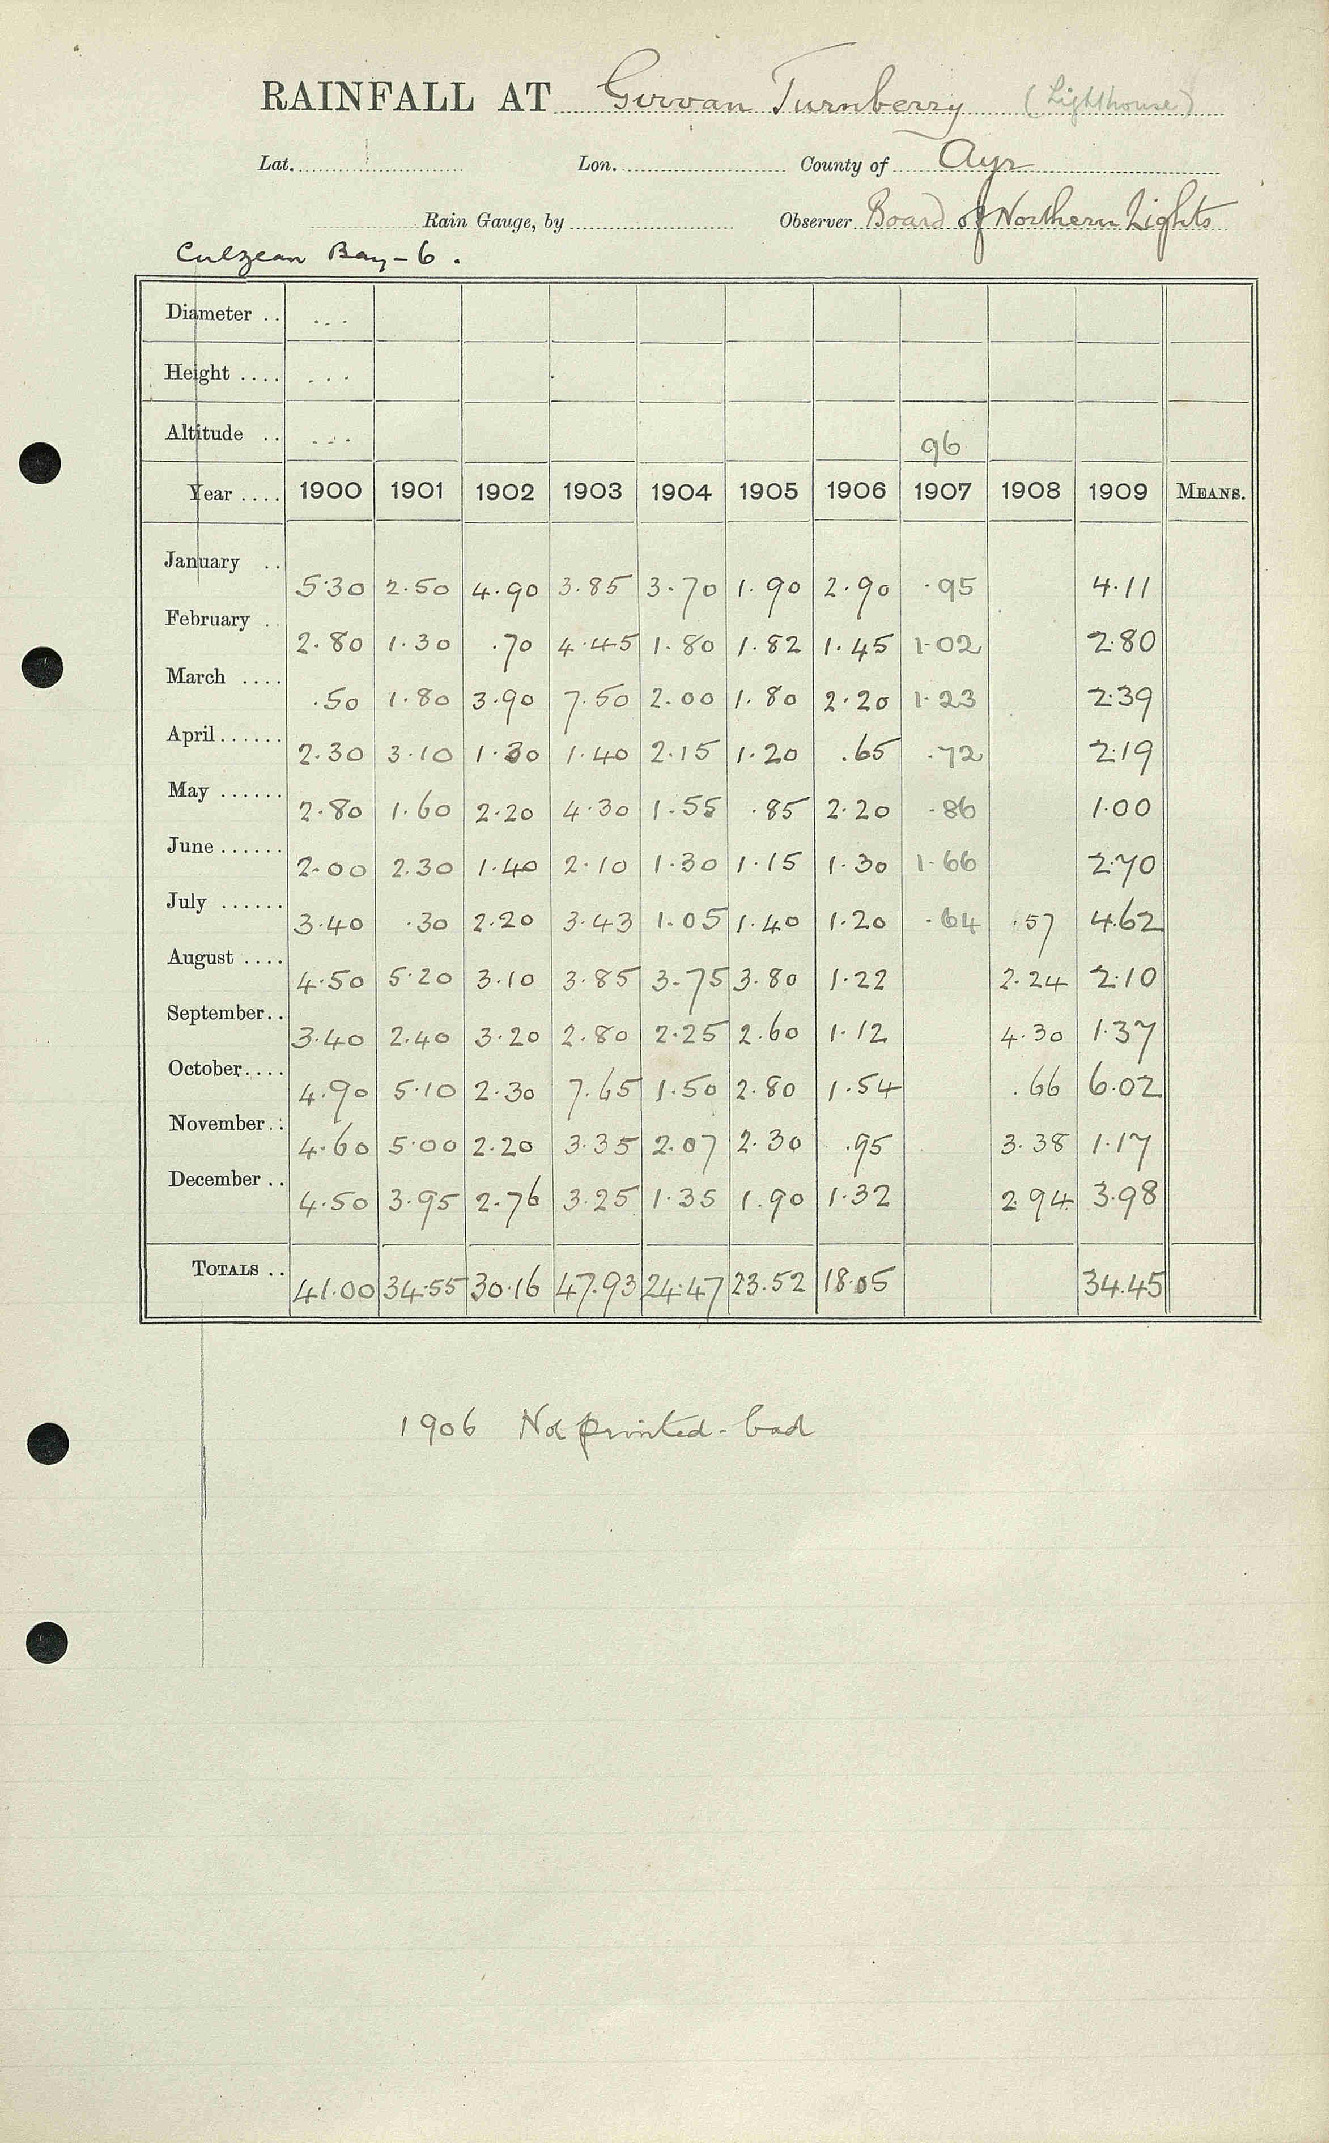 RAINFALL AT Girvan Turnberry (Lighthouse)
Lat. Lon. County of Ayr
Rain Gauge, by Observer Board of Northern Lights
Culzean Bay - 6.
Diameter .. ...
Height .... ...
Altitude .. ... 96
Year .... 1900 1901 1902 1903 1904 1905 1906 1907 1908 1909 MEANS.
January .. 5.30 2.50 4.90 3.85 3.70 1.90 2.90 .95 4.11
February . 2.80 1.30 .70 4.45 1.80 1.82 1.45 1.02 2.80
March .... .50 1.80 3.90 7.50 2.00 1.80 2.20 1.23 2.39
April...... 2.30 3.10 1.30 1.40 2.15 1.20 .65 .72 2.19
May ...... 2.80 1.60 2.20 4.30 1.55 .85 2.20 .86 1.00
June ...... 2.00 2.30 1.40 2.10 1.30 1.15 1.30 1.66 2.70
July ...... 3.40 .30 2.20 3.43 1.05 1.40 1.20 .64 .57 4.62
August .... 4.50 5.20 3.10 3.85 3.75 3.80 1.22 2.24 2.10
September.. 3.40 2.40 3.20 2.80 2.25 2.60 1.12 4.30 1.37
October.... 4.90 5.10 2.30 7.65 1.50 2.80 1.54 .66 6.02
November.. 4.60 5.00 2.20 3.35 2.07 2.30 .95 3.38 1.17
December .. 4.50 3.95 2.76 3.25 1.35 1.90 1.32 2.94 3.98
TOTALS .. 41.00 34.55 30.16 47.93 24.47 23.52 18.05 34.45
1906 Not printed - bad